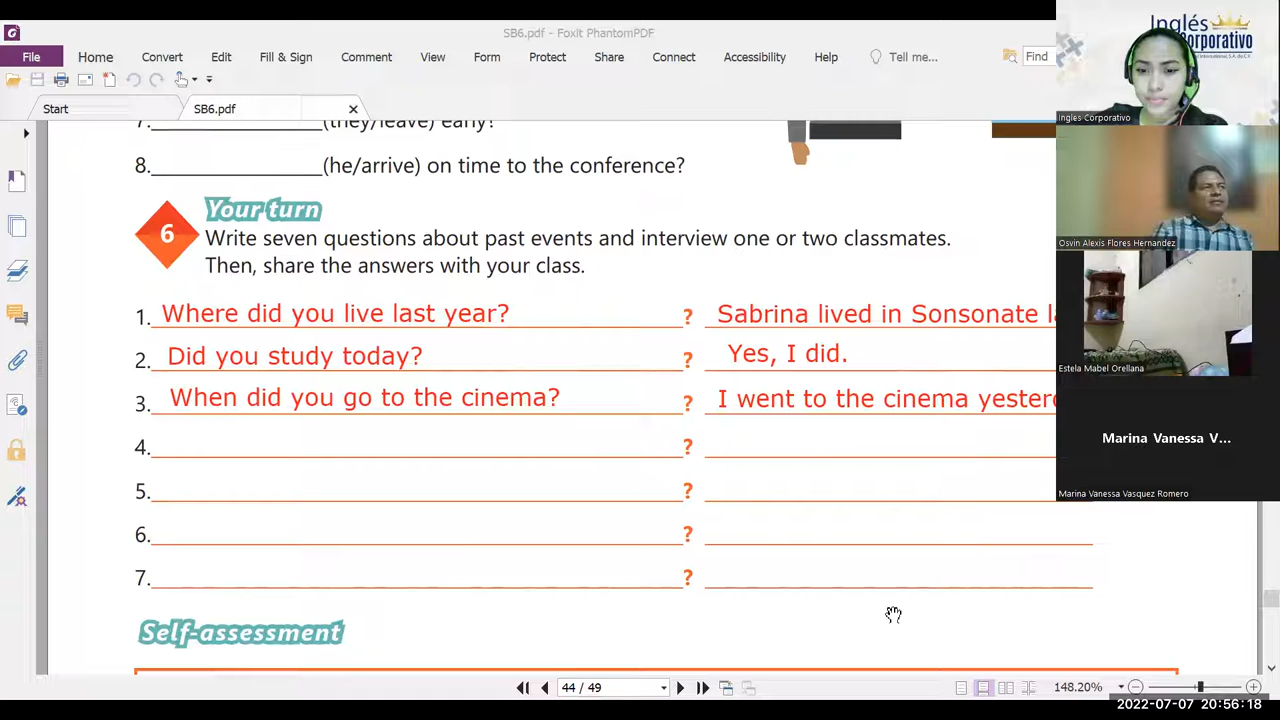 SB6.pdf - Foxit PhantomPDF
Inglés
Corporativo
File Home Convert Edit Fill & Sign Comment View Form Protect Share Connect Accessibility Help Tell me... Find
Start SB6.pdf
7. (they/leave) early?
Ingles Corporativo
8. (he/arrive) on time to the conference?
Your turn
6 Write seven questions about past events and interview one or two classmates.
Then, share the answers with your class.
Osvin Alexis Flores Hernandez
1. Where did you live last year? ? Sabrina lived in Sonsonate
2. Did you study today? ? Yes, I did.
Estela Mabel Orellana
3. When did you go to the cinema? ? I went to the cinema
Marina Vanessa V...
4. ?
5. ?
Marina Vanessa Vasquez Romero
6. ?
7. ?
Self-assessment
44 / 49 148.20%
2022-07-07 20:56:18